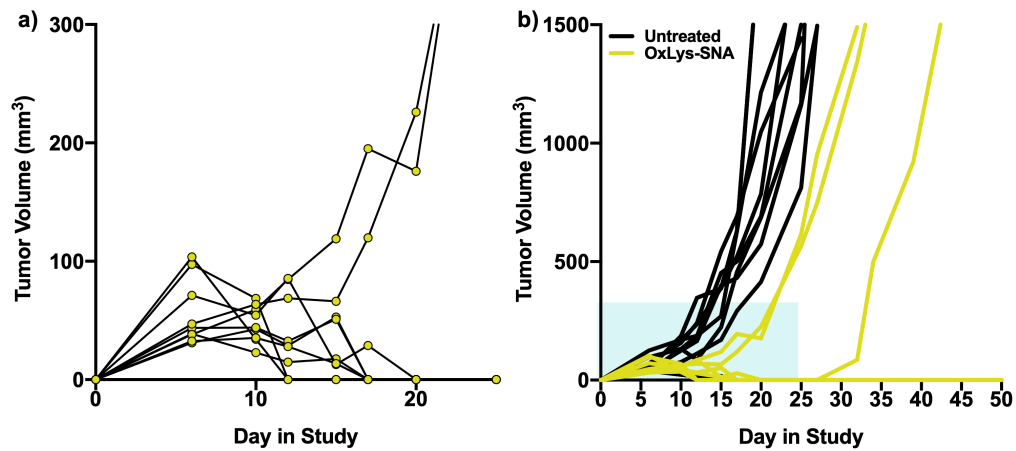 a)
300
200
100
0
Tumor Volume (mm³)
0 10 20
Day in Study
b)
1500
1000
500
0
Tumor Volume (mm³)
Untreated
OxLys-SNA
0 5 10 15 20 25 30 35 40 45 50
Day in Study